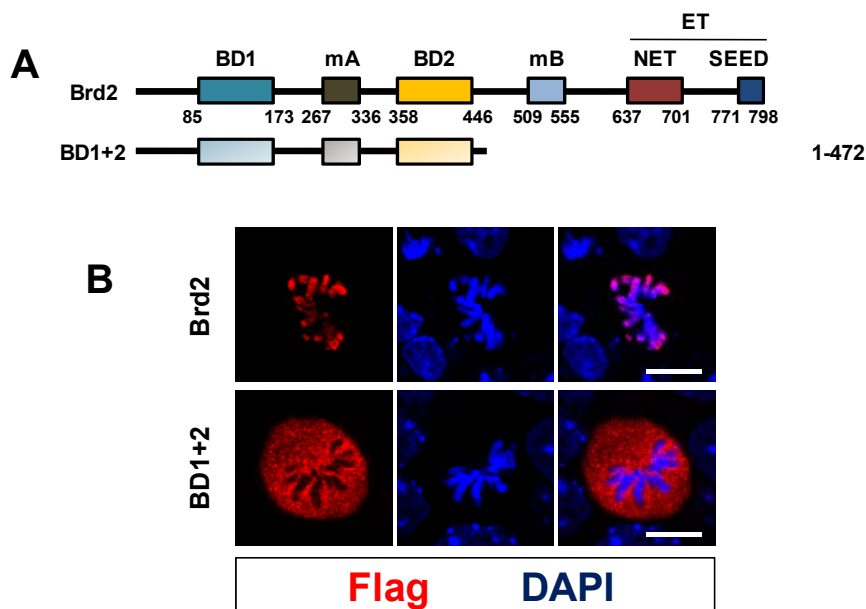 A
ET
BD1 mA BD2 mB NET SEED
Brd2
85 173 267 336 358 446 509 555 637 701 771 798
BD1+2 1-472
B
Brd2
BD1+2
Flag DAPI